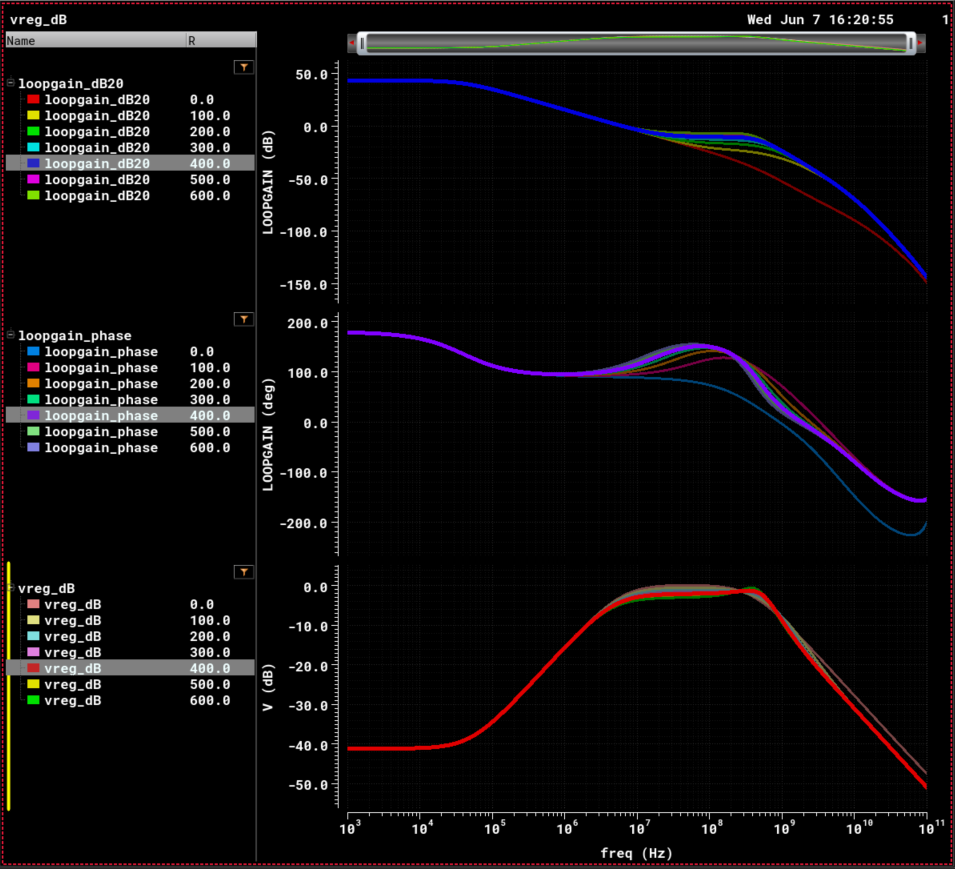 vreg_dB
Wed Jun 7 16:20:55 1
Name R
loopgain_dB20
loopgain_dB20 0.0
loopgain_dB20 100.0
loopgain_dB20 200.0
loopgain_dB20 300.0
loopgain_dB20 400.0
loopgain_dB20 500.0
loopgain_dB20 600.0
LOOPGAIN (dB)
50.0
0.0
-50.0
-100.0
-150.0
loopgain_phase
loopgain_phase 0.0
loopgain_phase 100.0
loopgain_phase 200.0
loopgain_phase 300.0
loopgain_phase 400.0
loopgain_phase 500.0
loopgain_phase 600.0
LOOPGAIN (deg)
200.0
100.0
0.0
-100.0
-200.0
vreg_dB
vreg_dB 0.0
vreg_dB 100.0
vreg_dB 200.0
vreg_dB 300.0
vreg_dB 400.0
vreg_dB 500.0
vreg_dB 600.0
V (dB)
0.0
-10.0
-20.0
-30.0
-40.0
-50.0
10³ 10⁴ 10⁵ 10⁶ 10⁷ 10⁸ 10⁹ 10¹⁰ 10¹¹
freq (Hz)